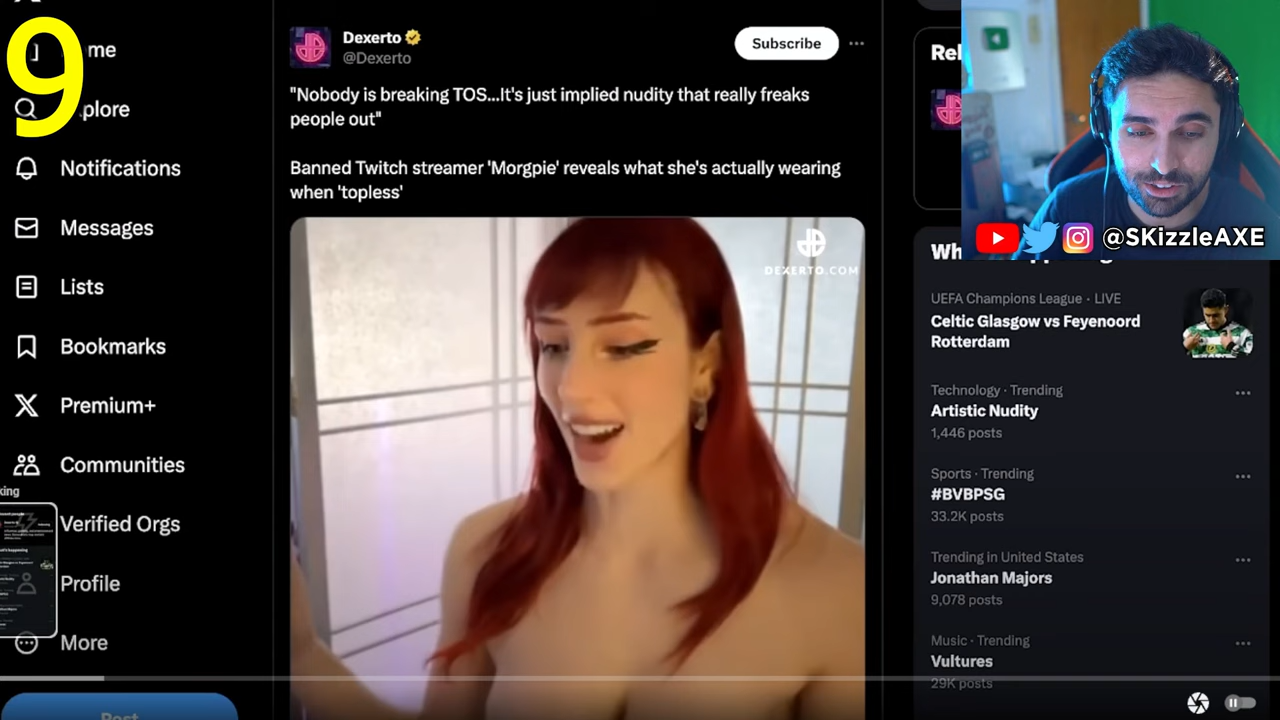 9
Dexerto
@Dexerto
Subscribe
"Nobody is breaking TOS...It's just implied nudity that really freaks
people out"
Banned Twitch streamer 'Morgpie' reveals what she's actually wearing
when 'topless'
DEXERTO.COM
Notifications
Messages
Lists
Bookmarks
Premium+
Communities
Verified Orgs
Profile
More
Post
@SKizzleAXE
UEFA Champions League · LIVE
Celtic Glasgow vs Feyenoord
Rotterdam
Technology · Trending
Artistic Nudity
1,446 posts
Sports · Trending
#BVBPSG
33.2K posts
Trending in United States
Jonathan Majors
9,078 posts
Music · Trending
Vultures
29K posts